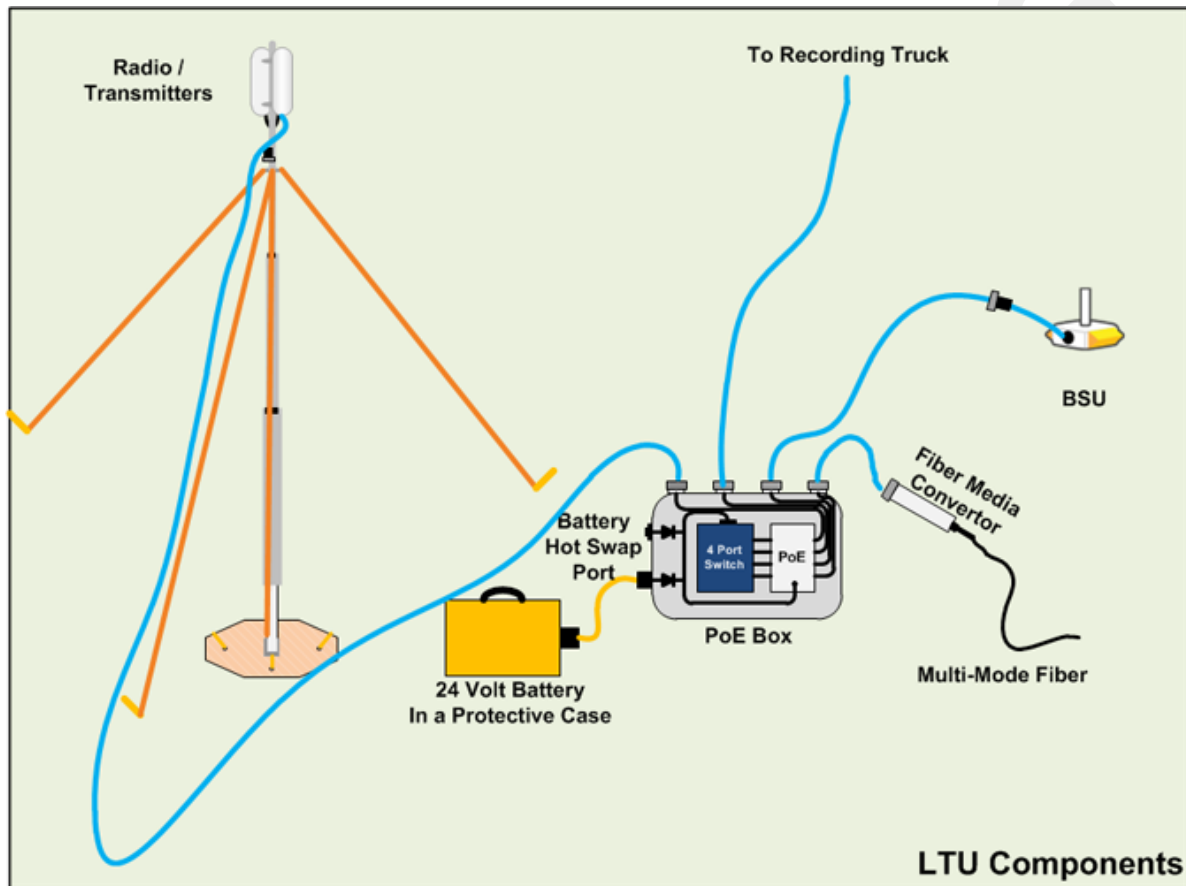 Radio /
Transmitters
To Recording Truck
BSU
Fiber Media
Convertor
Battery
Hot Swap
Port
4 Port
Switch
PoE
PoE Box
24 Volt Battery
In a Protective Case
Multi-Mode Fiber
LTU Components